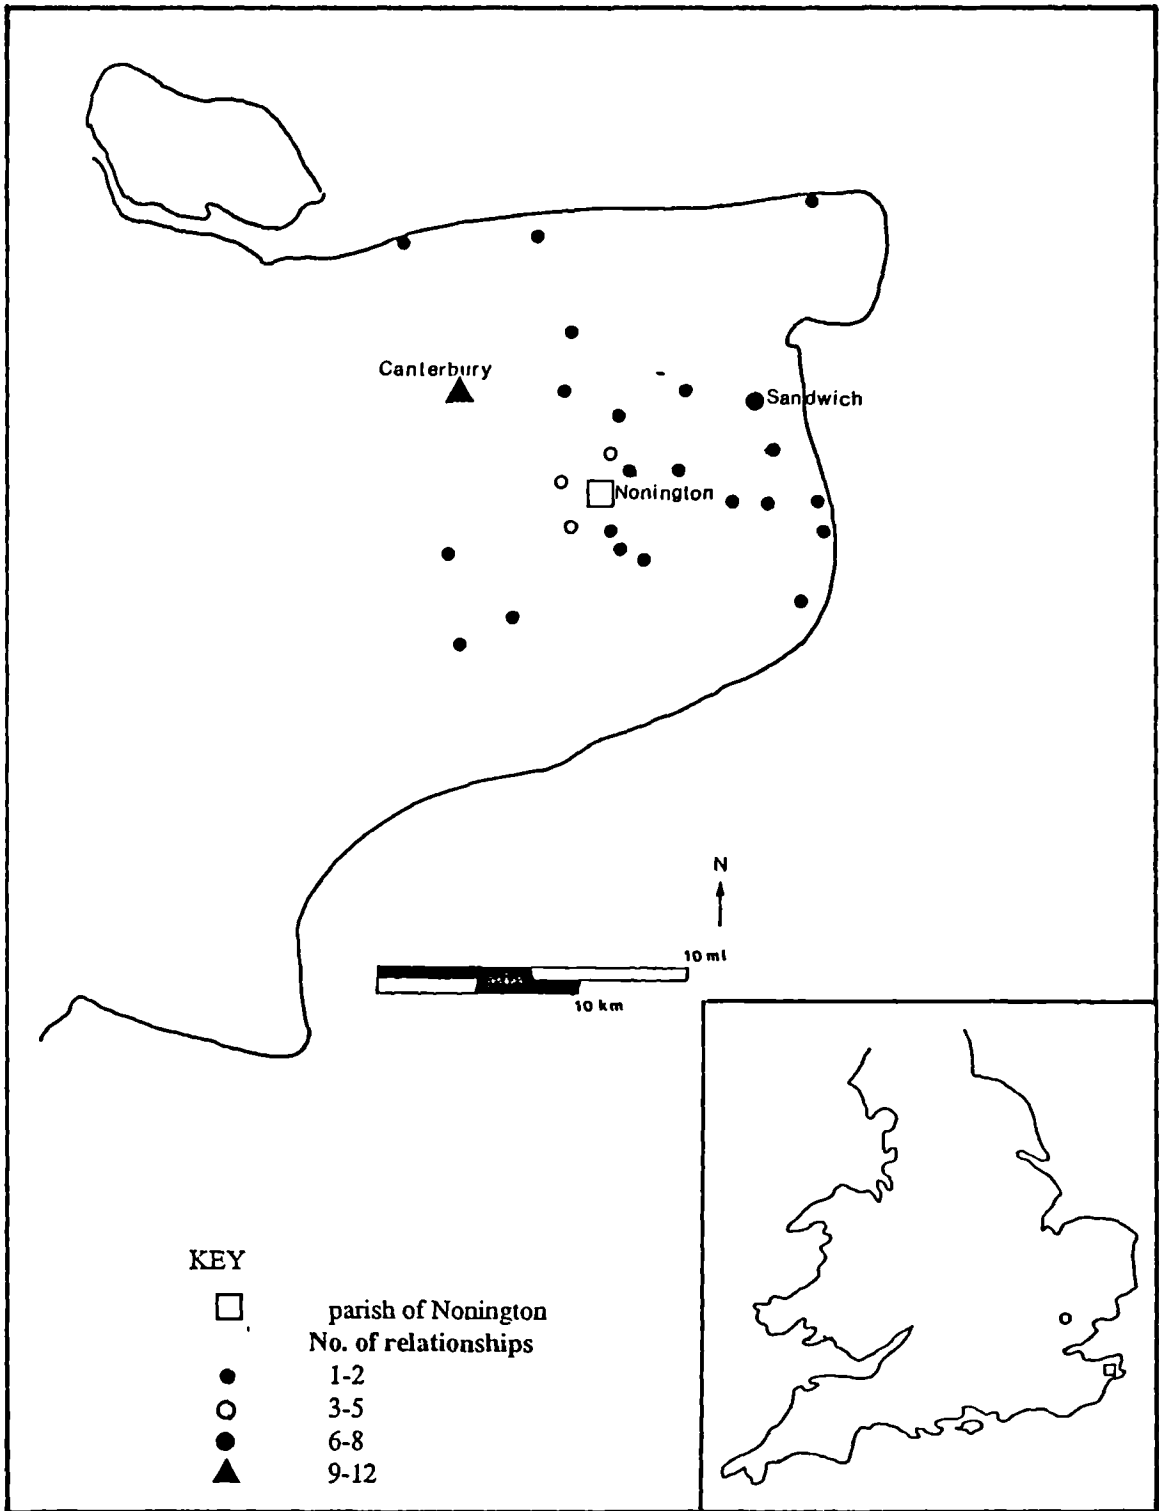 Canterbury
Sandwich
Nonington
N
10 ml
10 km
KEY
parish of Nonington
No. of relationships
1-2
3-5
6-8
9-12